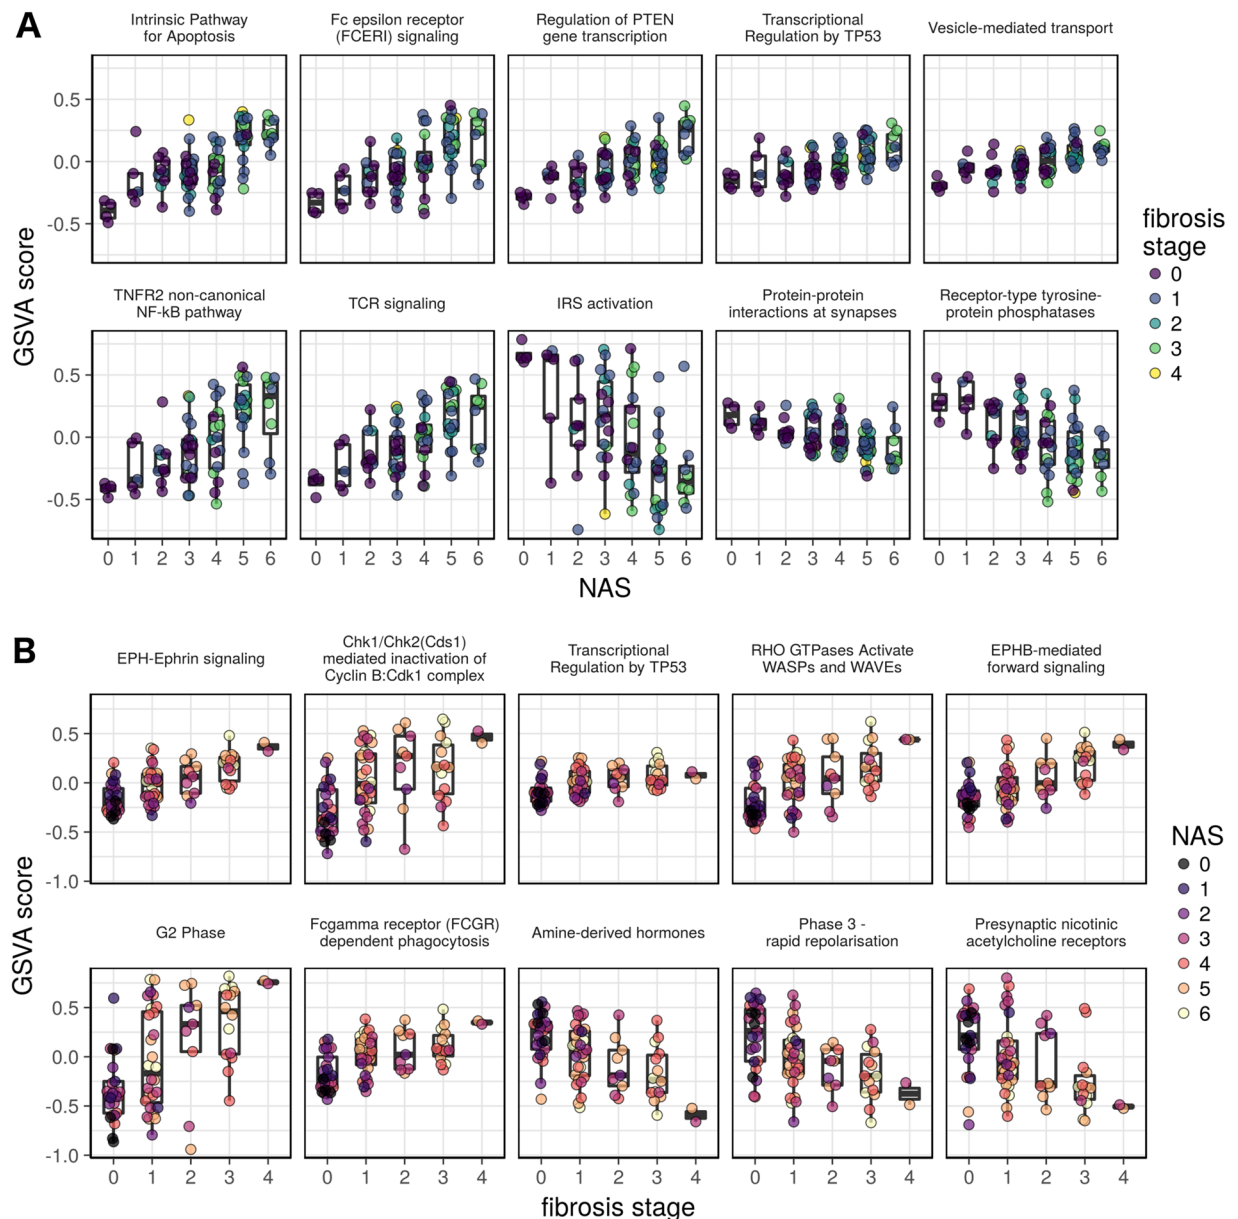 A
Intrinsic Pathway
for Apoptosis
Fc epsilon receptor
(FCERI) signaling
Regulation of PTEN
gene transcription
Transcriptional
Regulation by TP53
Vesicle-mediated transport
0.5
0.0
-0.5
GSVA score
TNFR2 non-canonical
NF-kB pathway
TCR signaling
IRS activation
Protein-protein
interactions at synapses
Receptor-type tyrosine-
protein phosphatases
0.5
0.0
-0.5
0 1 2 3 4 5 6
0 1 2 3 4 5 6
0 1 2 3 4 5 6
0 1 2 3 4 5 6
0 1 2 3 4 5 6
NAS
fibrosis
stage
0
1
2
3
4
B
EPH-Ephrin signaling
Chk1/Chk2(Cds1)
mediated inactivation of
Cyclin B:Cdk1 complex
Transcriptional
Regulation by TP53
RHO GTPases Activate
WASPs and WAVEs
EPHB-mediated
forward signaling
0.5
0.0
-0.5
-1.0
GSVA score
G2 Phase
Fcgamma receptor (FCGR)
dependent phagocytosis
Amine-derived hormones
Phase 3 -
rapid repolarisation
Presynaptic nicotinic
acetylcholine receptors
0.5
0.0
-0.5
-1.0
0 1 2 3 4
0 1 2 3 4
0 1 2 3 4
0 1 2 3 4
0 1 2 3 4
fibrosis stage
NAS
0
1
2
3
4
5
6